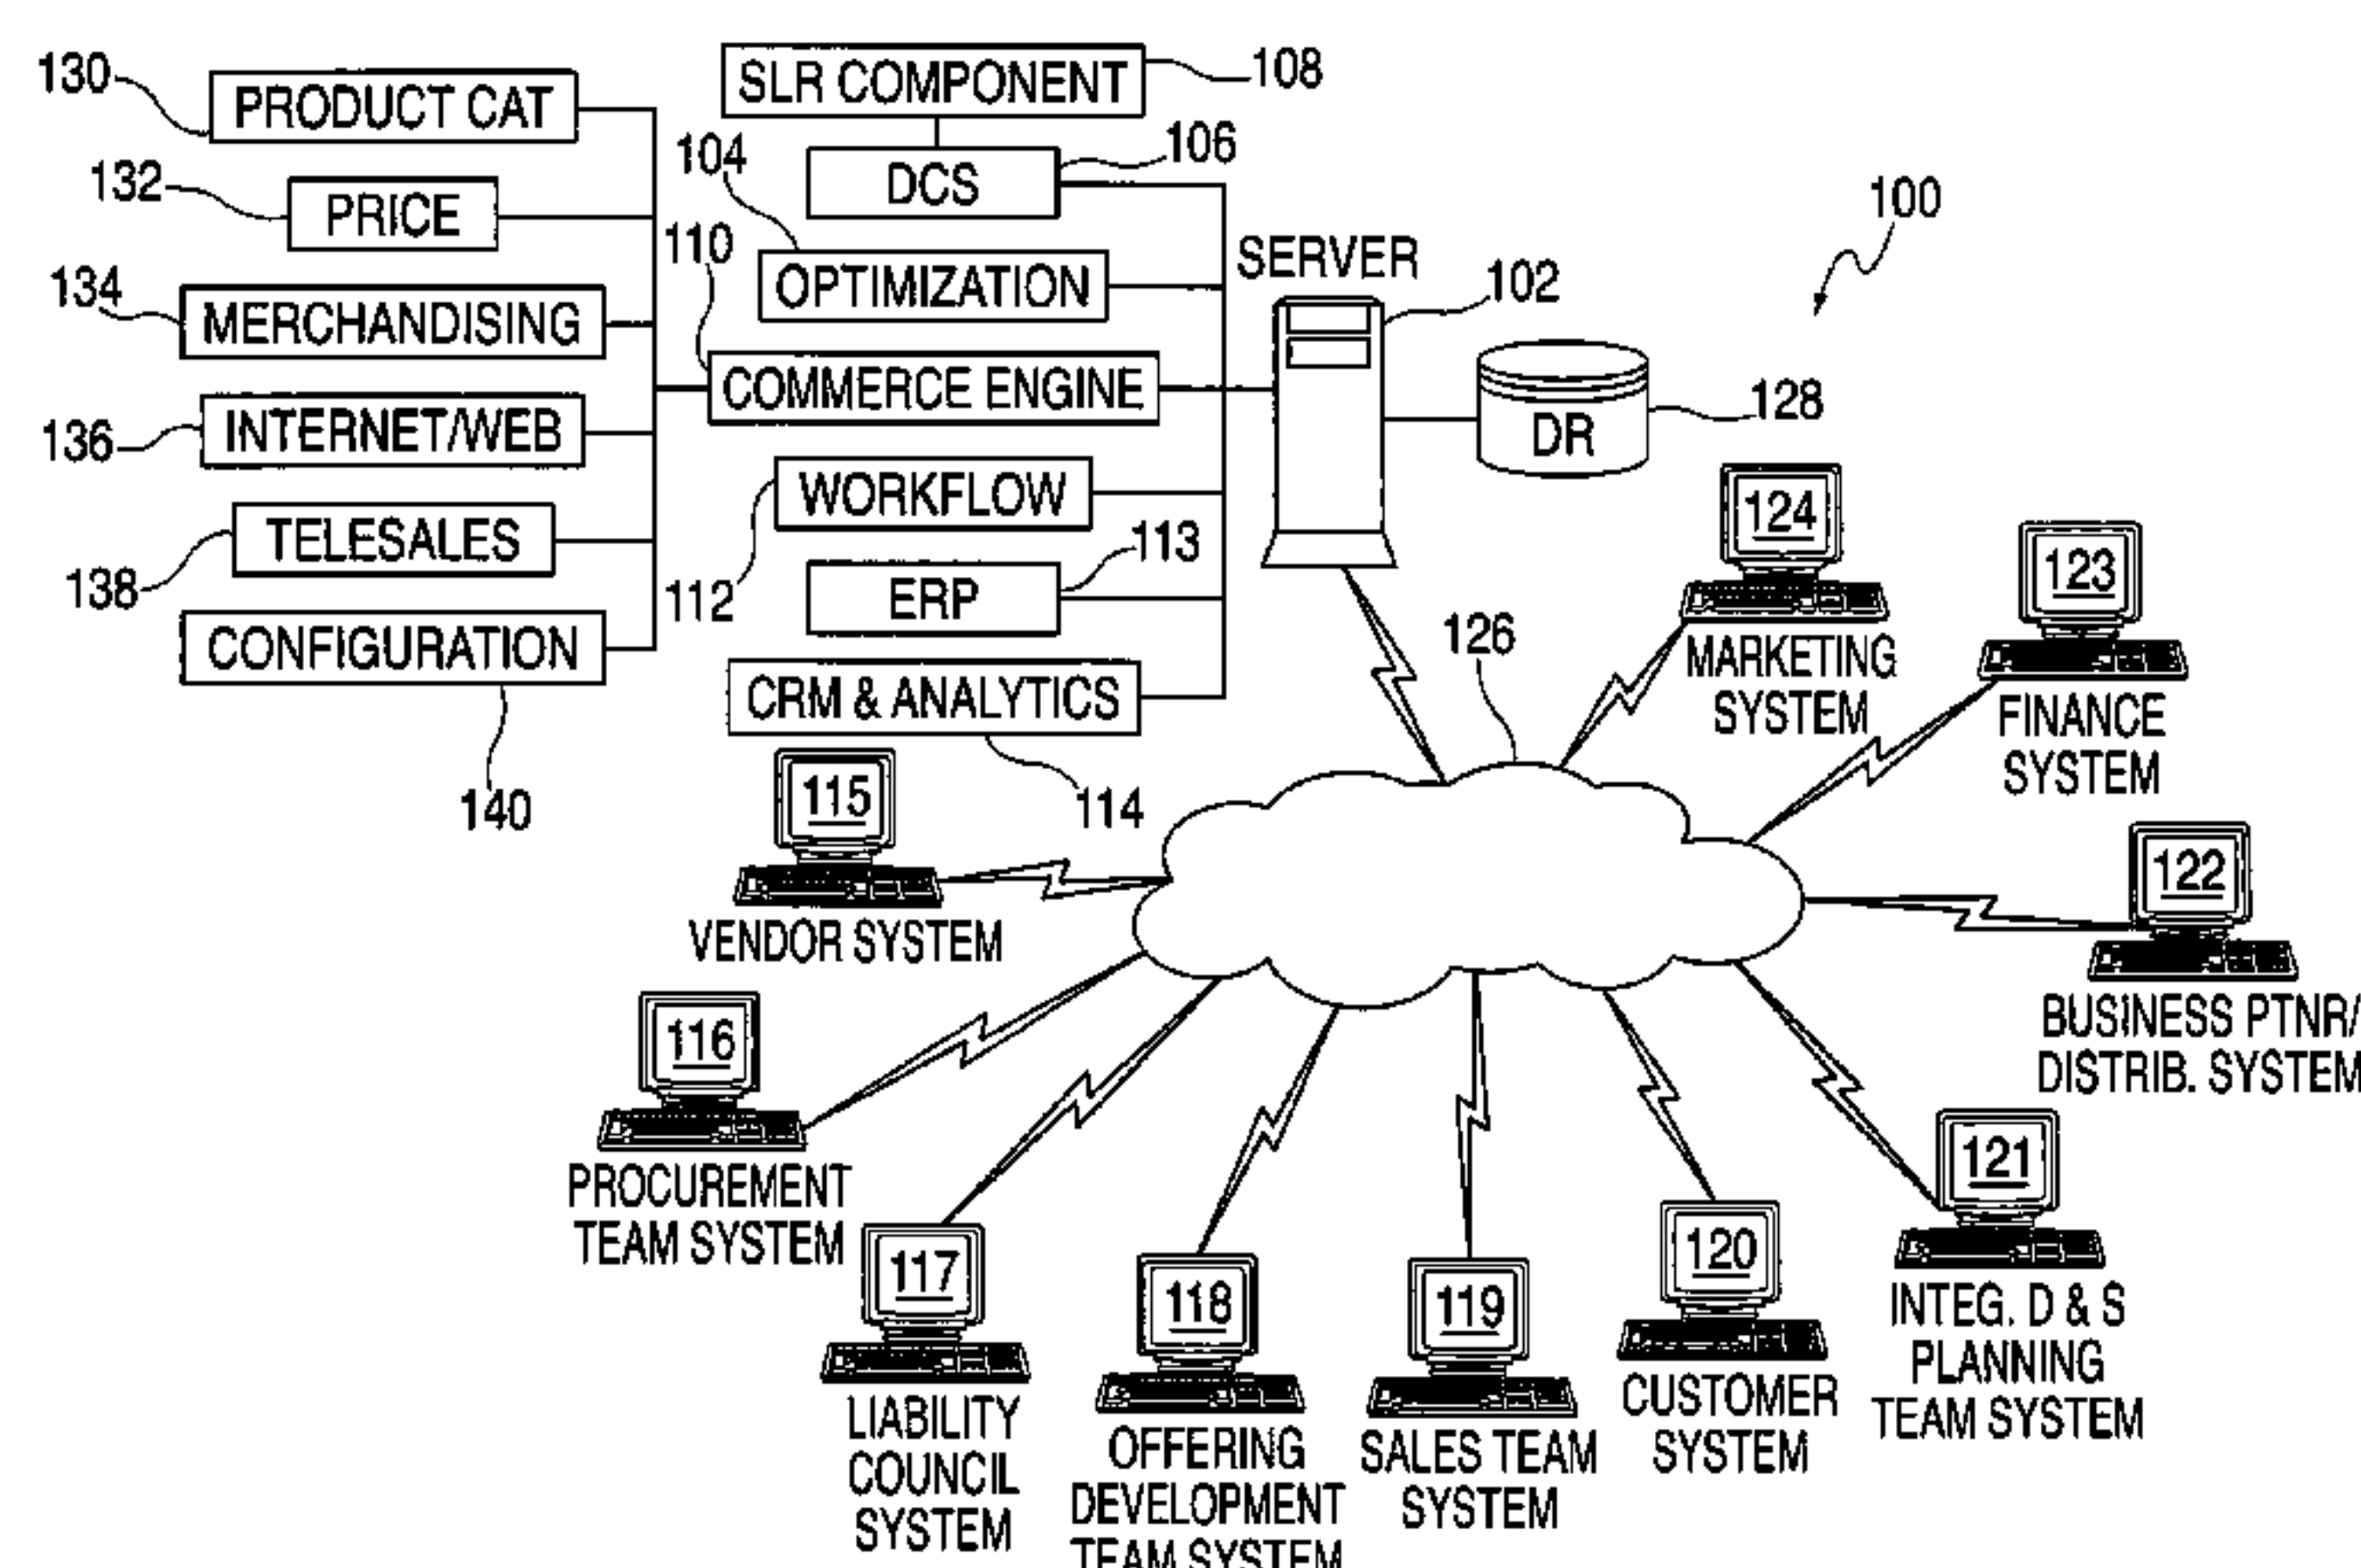 130
PRODUCT CAT
132
PRICE
134
MERCHANDISING
136
INTERNET/WEB
138
TELESALES
CONFIGURATION
140
SLR COMPONENT
108
104
DCS
106
110
OPTIMIZATION
COMMERCE ENGINE
WORKFLOW
112
ERP
113
CRM & ANALYTICS
114
SERVER
102
100
DR
128
126
124
MARKETING
SYSTEM
123
FINANCE
SYSTEM
122
BUSINESS PTNR/
DISTRIB. SYSTEM
115
VENDOR SYSTEM
116
PROCUREMENT
TEAM SYSTEM
117
LIABILITY
COUNCIL
SYSTEM
118
OFFERING
DEVELOPMENT
TEAM SYSTEM
119
SALES TEAM
SYSTEM
120
CUSTOMER
SYSTEM
121
INTEG. D & S
PLANNING
TEAM SYSTEM